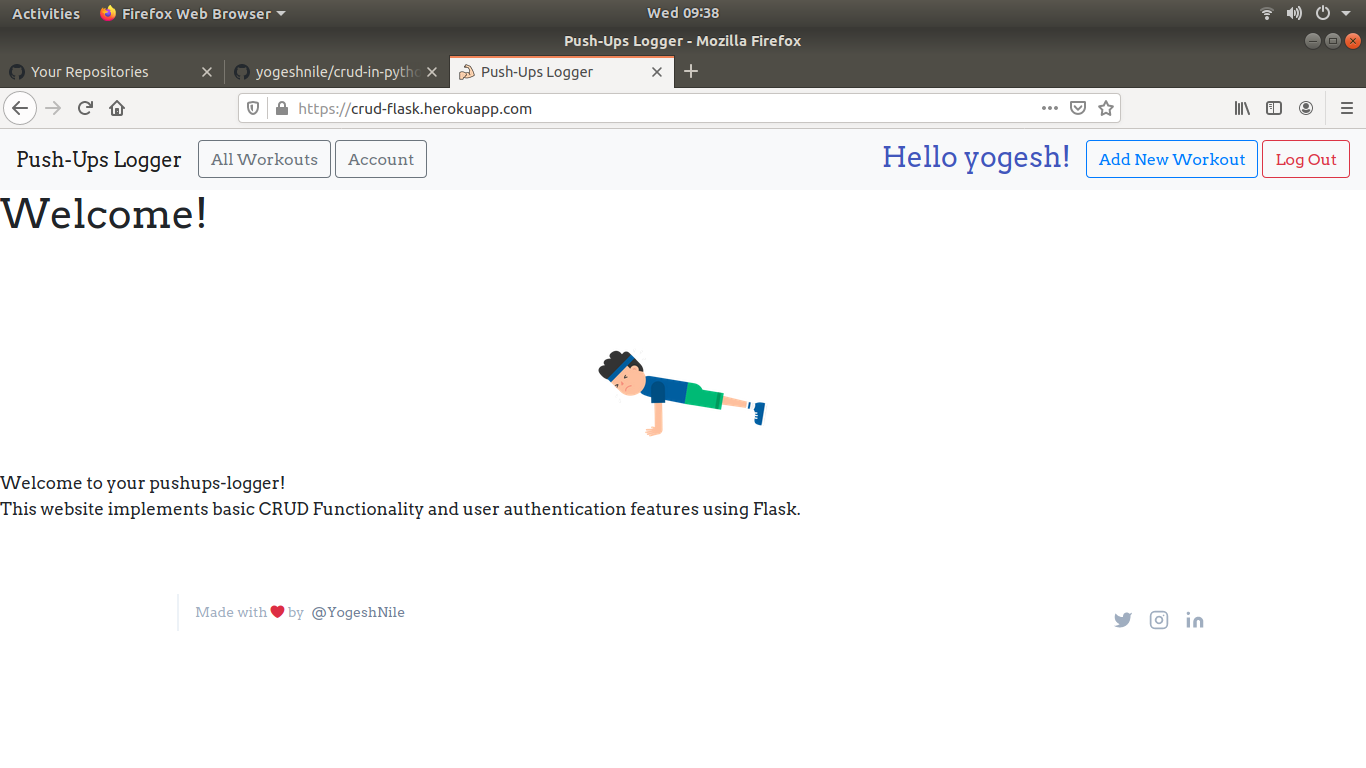 Activities Firefox Web Browser Wed 09:38
Push-Ups Logger - Mozilla Firefox
Your Repositories yogeshnile/crud-in-pytho Push-Ups Logger
https://crud-flask.herokuapp.com
Push-Ups Logger All Workouts Account Hello yogesh! Add New Workout Log Out
Welcome!
Welcome to your pushups-logger!
This website implements basic CRUD Functionality and user authentication features using Flask.
Made with ❤ by @YogeshNile